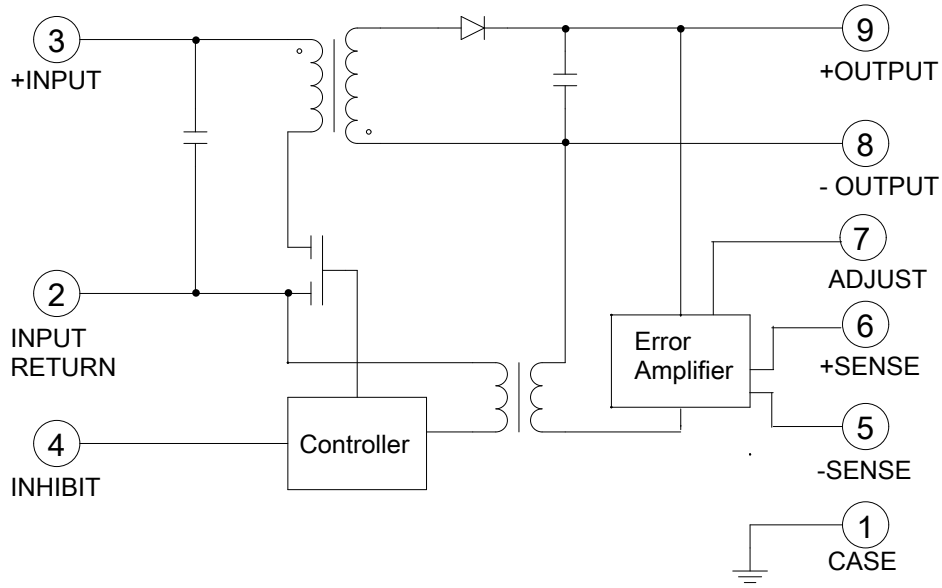 3
+INPUT
9
+OUTPUT
8
- OUTPUT
7
ADJUST
2
INPUT
RETURN
Error
Amplifier
6
+SENSE
4
INHIBIT
Controller
5
-SENSE
1
CASE